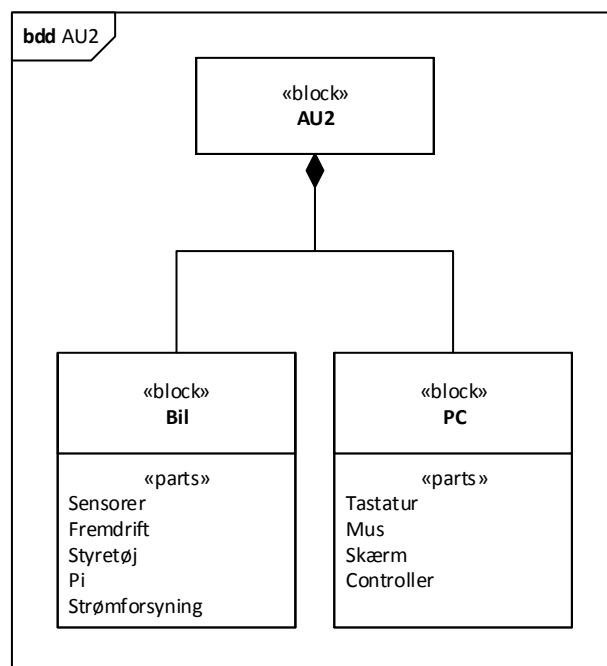 bdd AU2
«block»
AU2
«block»
Bil
«parts»
Sensorer
Fremdrift
Styretøj
Pi
Strømforsyning
«block»
PC
«parts»
Tastatur
Mus
Skærm
Controller